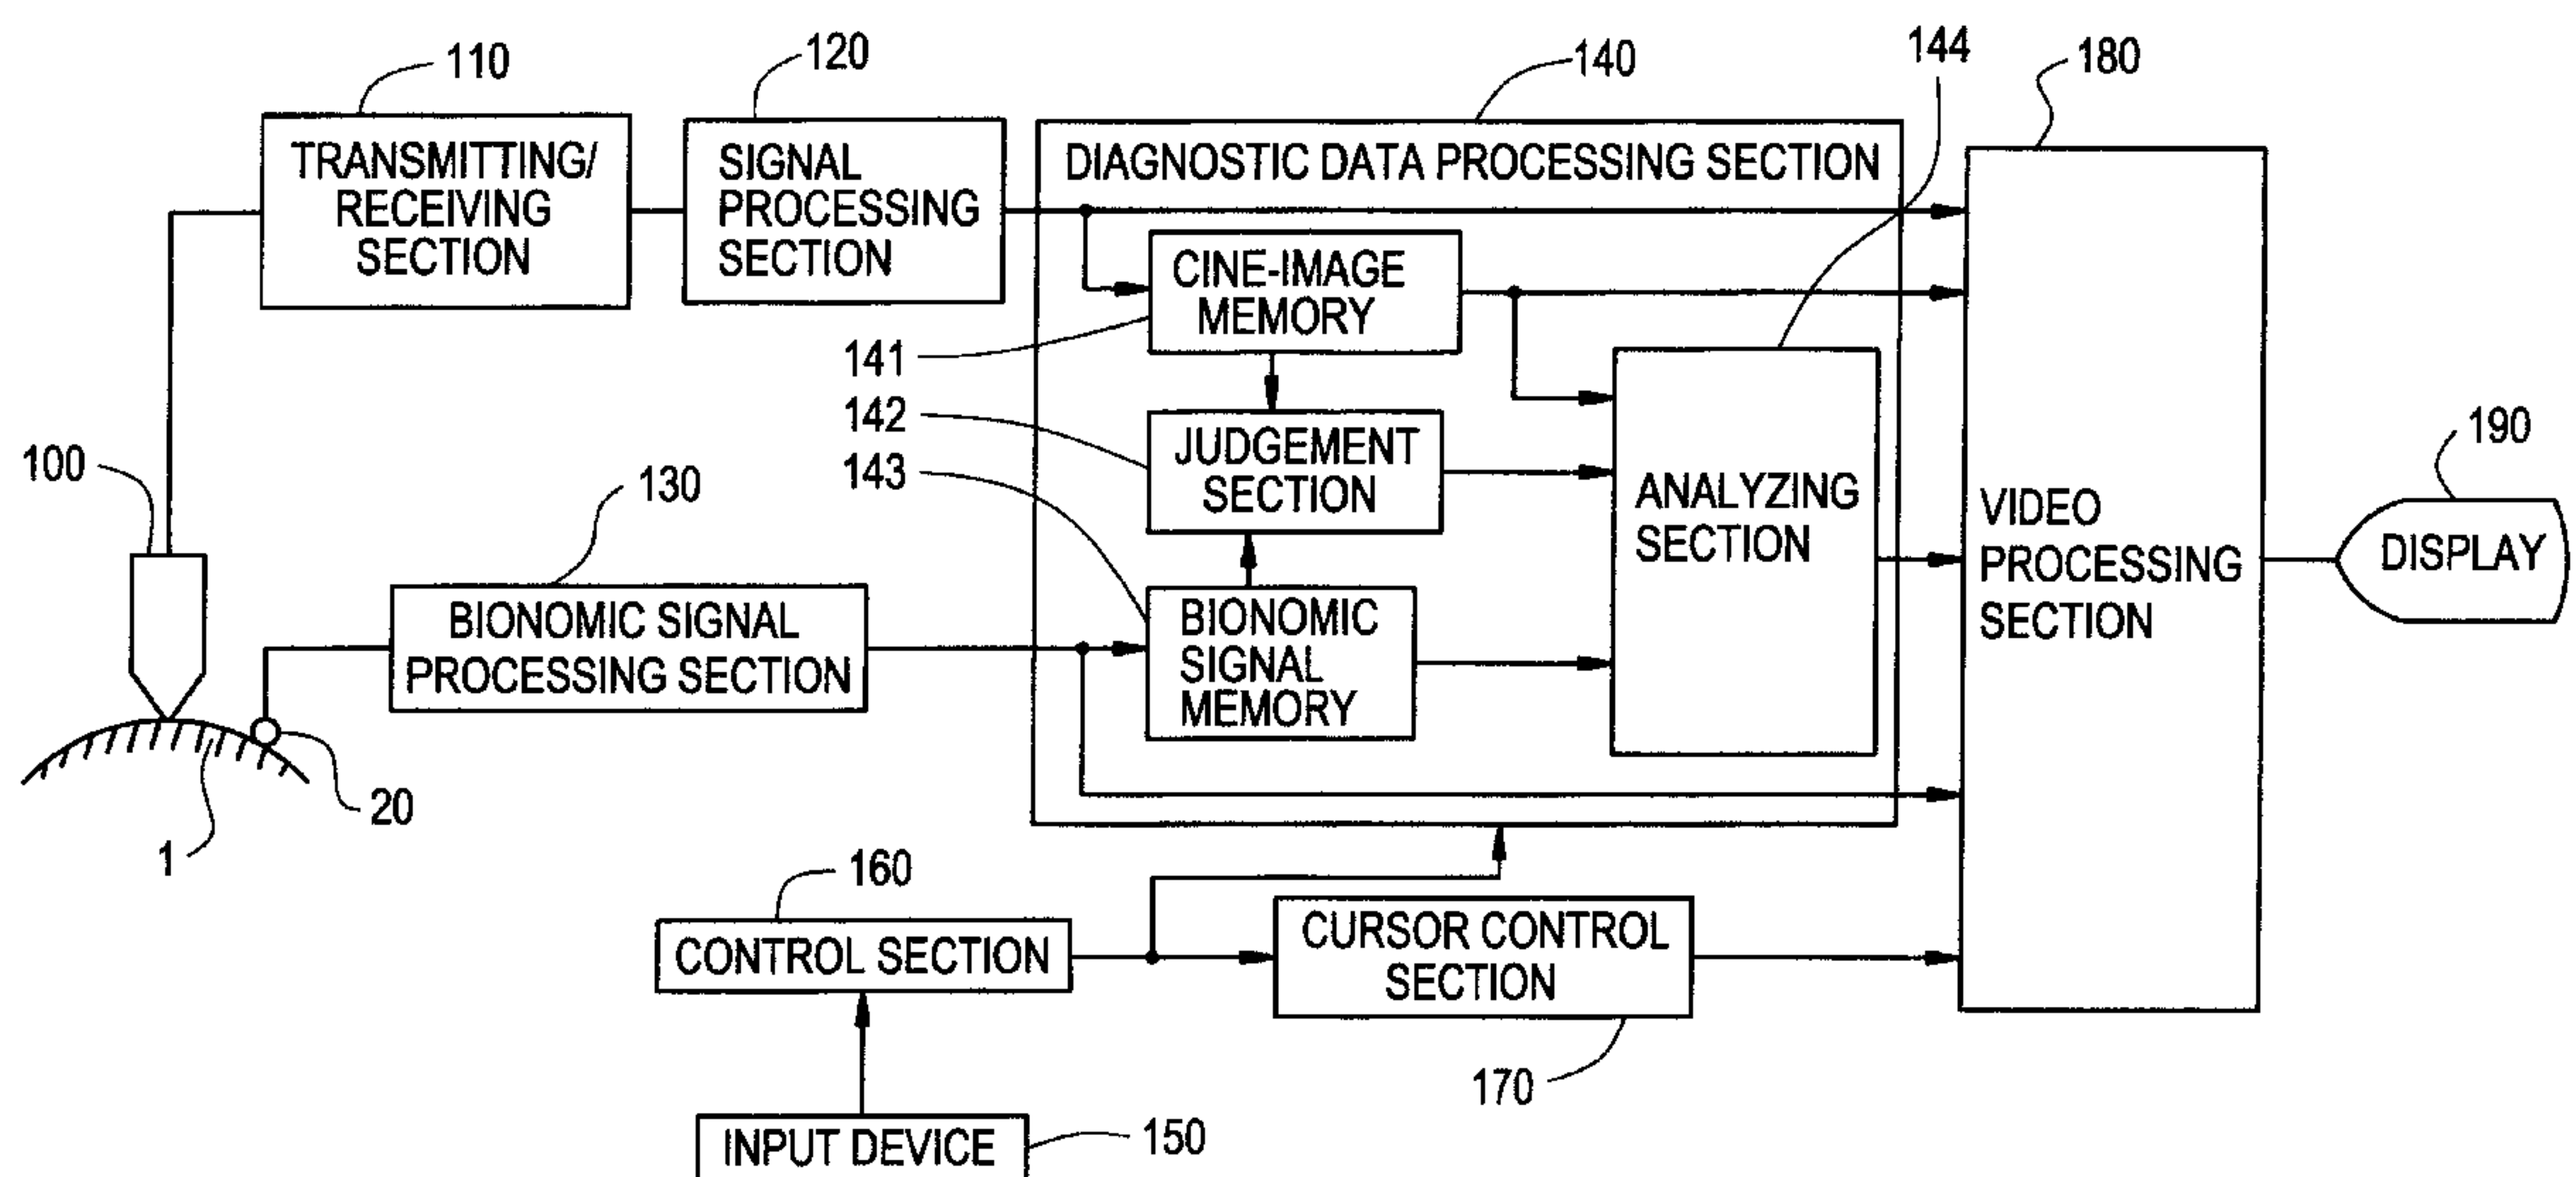 110
120
140
144
180
TRANSMITTING/
RECEIVING
SECTION
SIGNAL
PROCESSING
SECTION
DIAGNOSTIC DATA PROCESSING SECTION
CINE-IMAGE
MEMORY
141
142
143
JUDGEMENT
SECTION
ANALYZING
SECTION
VIDEO
PROCESSING
SECTION
190
DISPLAY
100
130
BIONOMIC SIGNAL
PROCESSING SECTION
BIONOMIC
SIGNAL
MEMORY
20
1
160
CONTROL SECTION
CURSOR CONTROL
SECTION
170
INPUT DEVICE
150